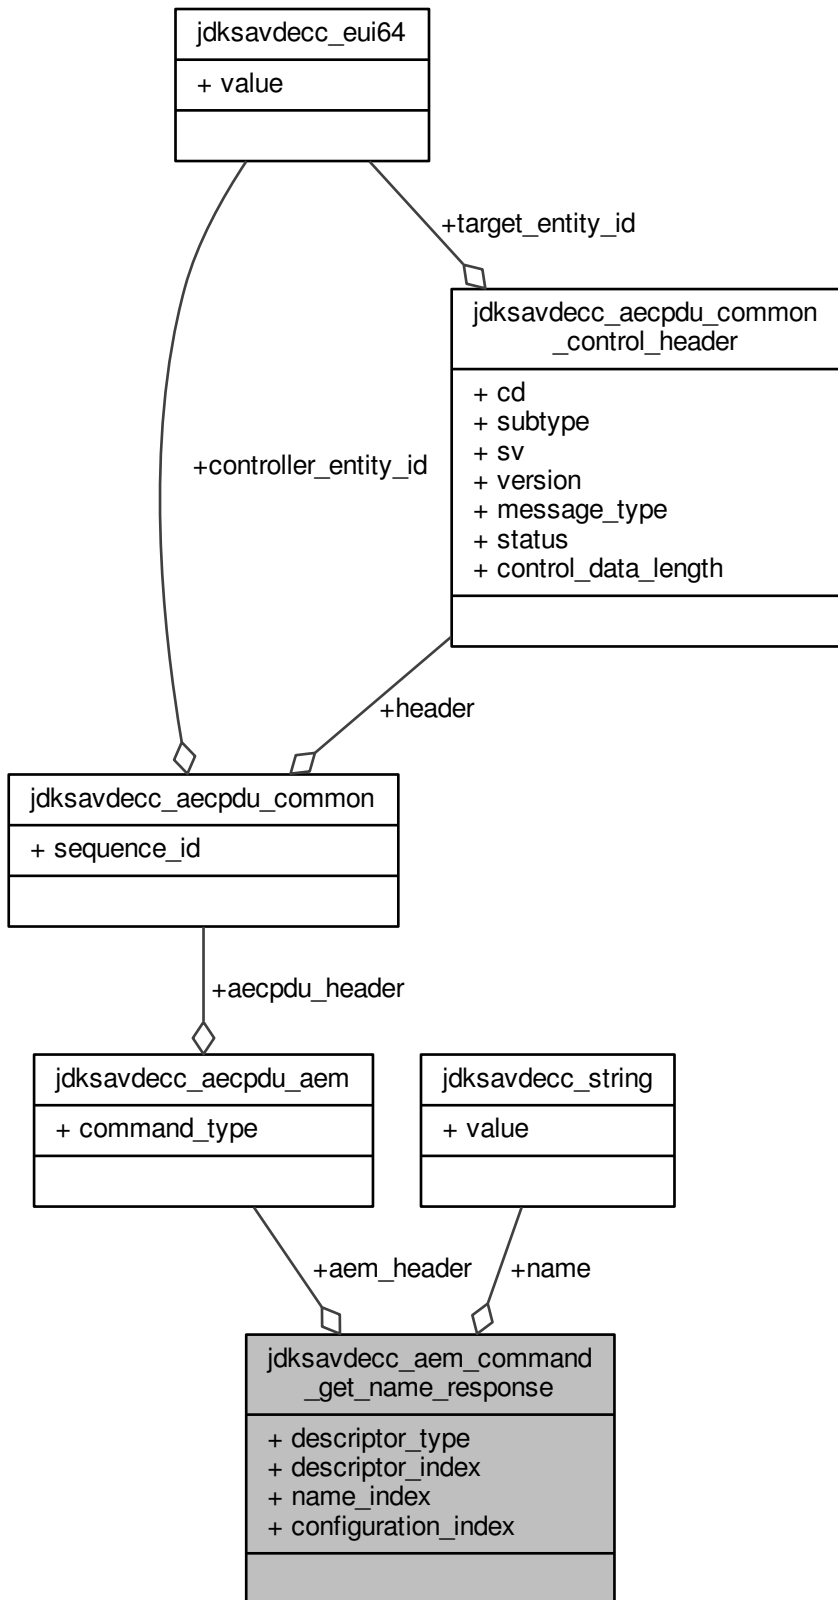 jdksavdecc_eui64
+ value
+target_entity_id
jdksavdecc_aecpdu_common
_control_header
+ cd
+ subtype
+ sv
+ version
+ message_type
+ status
+ control_data_length
+controller_entity_id
+header
jdksavdecc_aecpdu_common
+ sequence_id
+aecpdu_header
jdksavdecc_aecpdu_aem
+ command_type
jdksavdecc_string
+ value
+aem_header
+name
jdksavdecc_aem_command
_get_name_response
+ descriptor_type
+ descriptor_index
+ name_index
+ configuration_index